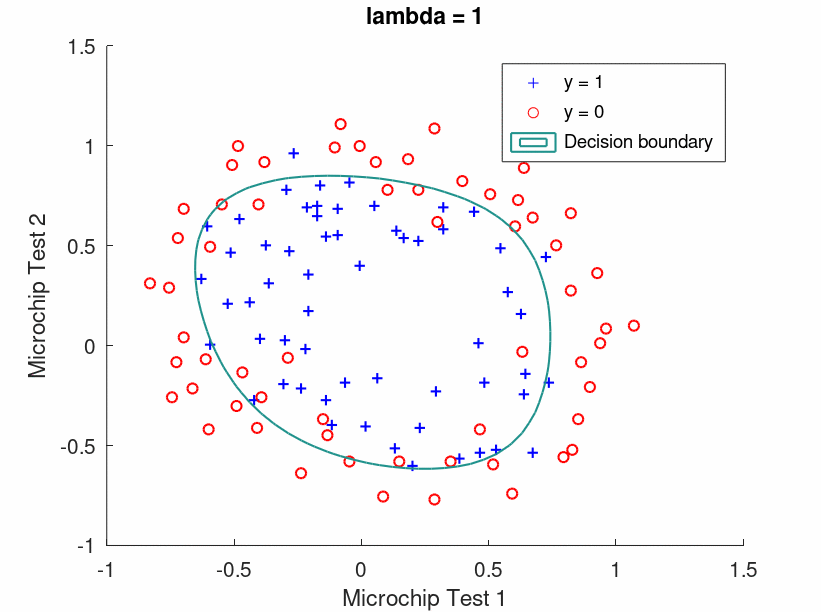 lambda = 1
1.5
1
0.5
0
-0.5
-1
Microchip Test 2
y = 1
y = 0
Decision boundary
-1
-0.5
0
0.5
1
1.5
Microchip Test 1